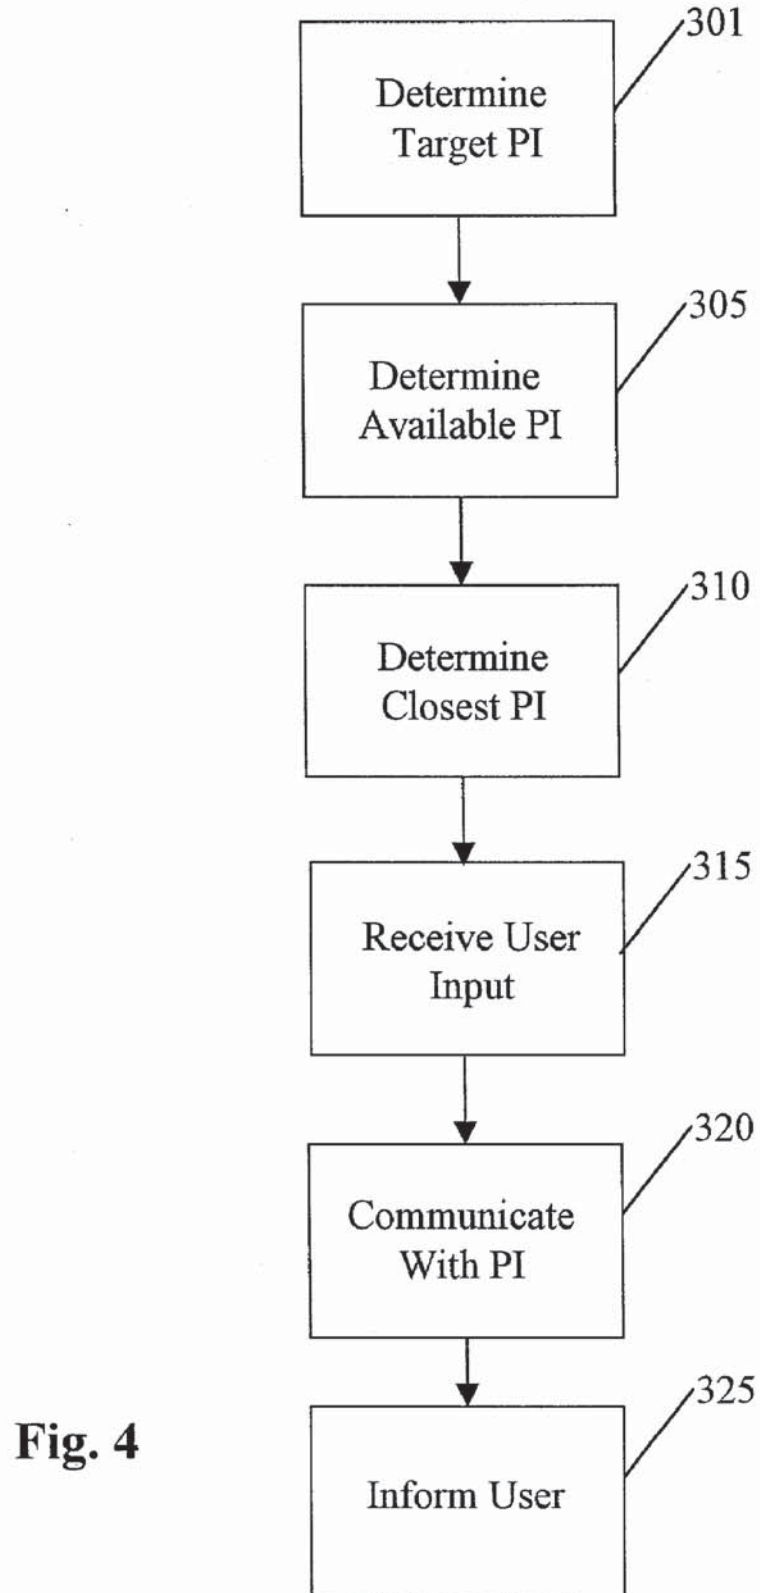 301
Determine
Target PI
305
Determine
Available PI
310
Determine
Closest PI
315
Receive User
Input
320
Communicate
With PI
325
Inform User
Fig. 4